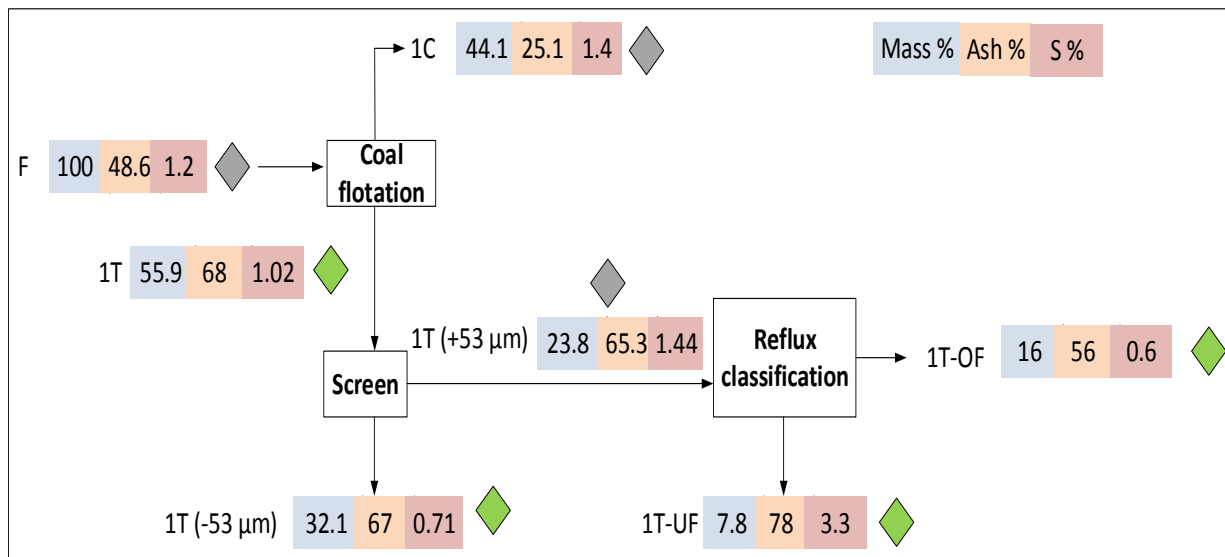 1C 44.1 25.1 1.4
Mass % Ash % S %
F 100 48.6 1.2
Coal
flotation
1T 55.9 68 1.02
1T (+53 µm) 23.8 65.3 1.44
Screen
Reflux
classification
1T-OF 16 56 0.6
1T (-53 µm) 32.1 67 0.71
1T-UF 7.8 78 3.3